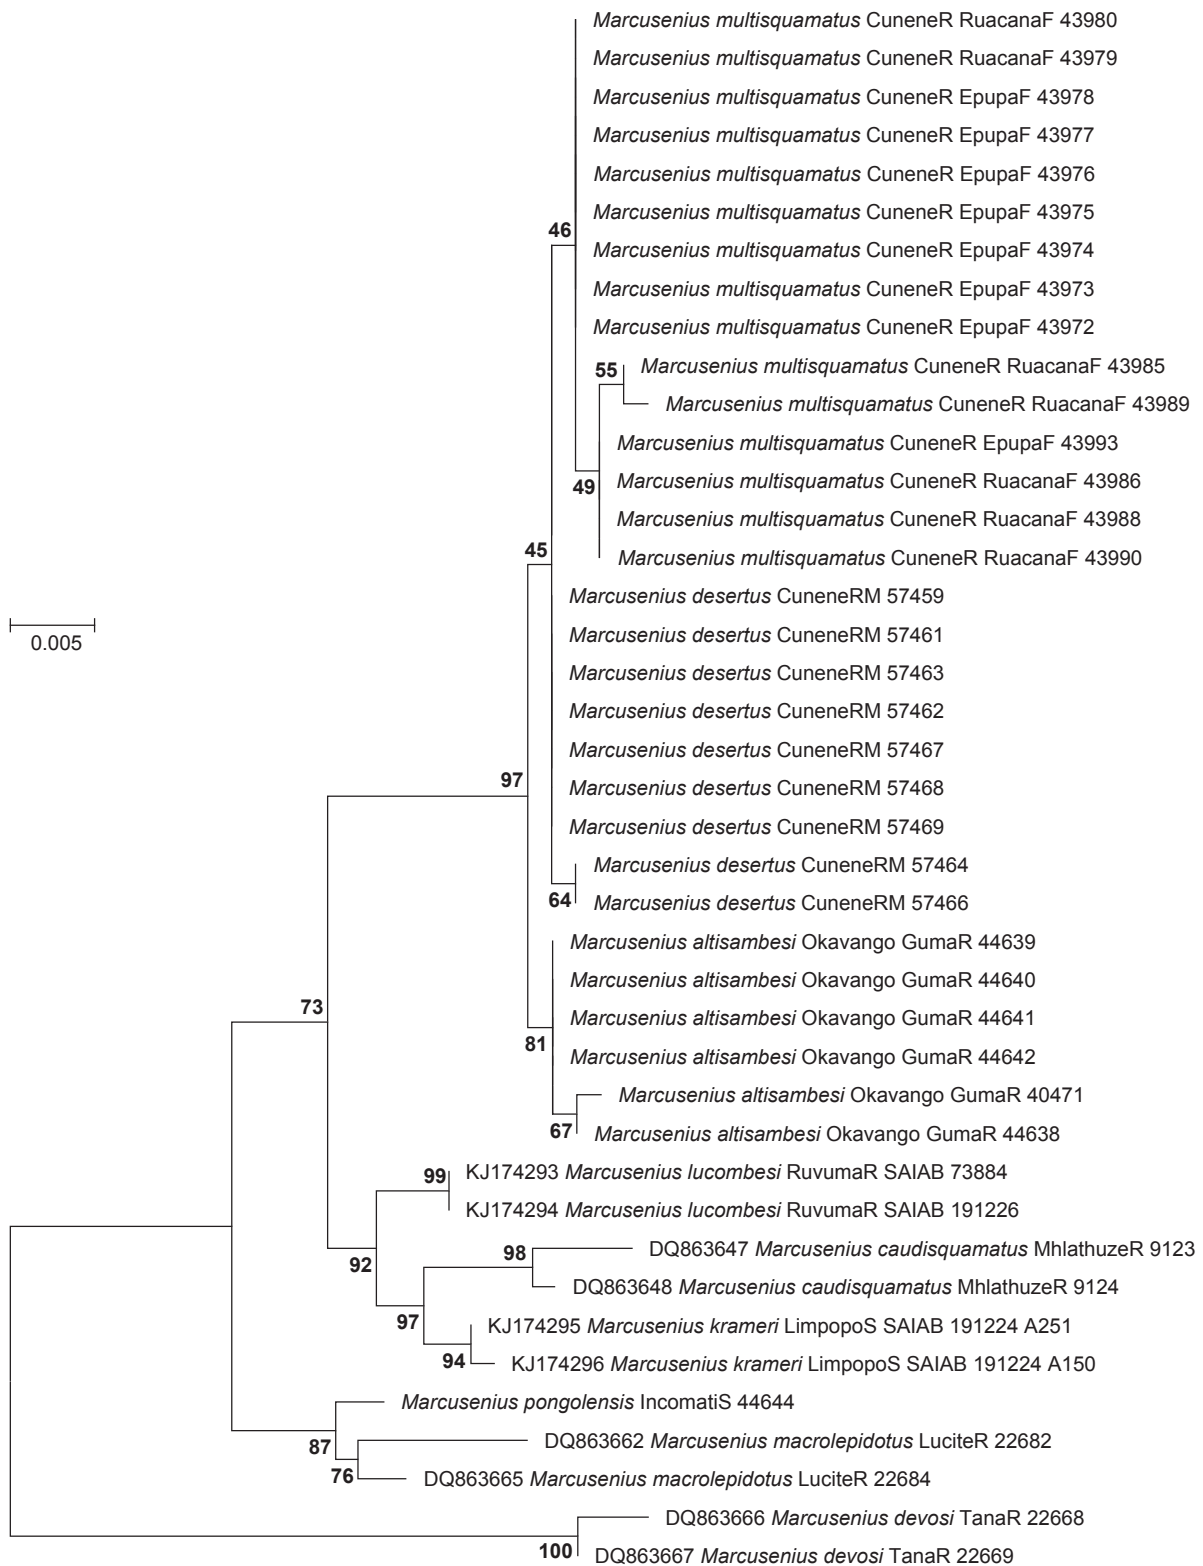 Marcusenius multisquamatus CuneneR RuacanaF 43980
Marcusenius multisquamatus CuneneR RuacanaF 43979
Marcusenius multisquamatus CuneneR EpupaF 43978
Marcusenius multisquamatus CuneneR EpupaF 43977
Marcusenius multisquamatus CuneneR EpupaF 43976
Marcusenius multisquamatus CuneneR EpupaF 43975
46
Marcusenius multisquamatus CuneneR EpupaF 43974
Marcusenius multisquamatus CuneneR EpupaF 43973
Marcusenius multisquamatus CuneneR EpupaF 43972
55
Marcusenius multisquamatus CuneneR RuacanaF 43985
Marcusenius multisquamatus CuneneR RuacanaF 43989
Marcusenius multisquamatus CuneneR EpupaF 43993
49
Marcusenius multisquamatus CuneneR RuacanaF 43986
Marcusenius multisquamatus CuneneR RuacanaF 43988
45
Marcusenius multisquamatus CuneneR RuacanaF 43990
Marcusenius desertus CuneneRM 57459
0.005
Marcusenius desertus CuneneRM 57461
Marcusenius desertus CuneneRM 57463
Marcusenius desertus CuneneRM 57462
Marcusenius desertus CuneneRM 57467
97
Marcusenius desertus CuneneRM 57468
Marcusenius desertus CuneneRM 57469
Marcusenius desertus CuneneRM 57464
64
Marcusenius desertus CuneneRM 57466
Marcusenius altisambesi Okavango GumaR 44639
Marcusenius altisambesi Okavango GumaR 44640
73
Marcusenius altisambesi Okavango GumaR 44641
81
Marcusenius altisambesi Okavango GumaR 44642
Marcusenius altisambesi Okavango GumaR 40471
67
Marcusenius altisambesi Okavango GumaR 44638
99
KJ174293 Marcusenius lucombesi RuvumaR SAIAB 73884
KJ174294 Marcusenius lucombesi RuvumaR SAIAB 191226
98
DQ863647 Marcusenius caudisquamatus MhlathuzeR 9123
92
DQ863648 Marcusenius caudisquamatus MhlathuzeR 9124
97
KJ174295 Marcusenius krameri LimpopoS SAIAB 191224 A251
94
KJ174296 Marcusenius krameri LimpopoS SAIAB 191224 A150
Marcusenius pongolensis IncomatiS 44644
87
DQ863662 Marcusenius macrolepidotus LuciteR 22682
76
DQ863665 Marcusenius macrolepidotus LuciteR 22684
DQ863666 Marcusenius devosi TanaR 22668
100
DQ863667 Marcusenius devosi TanaR 22669